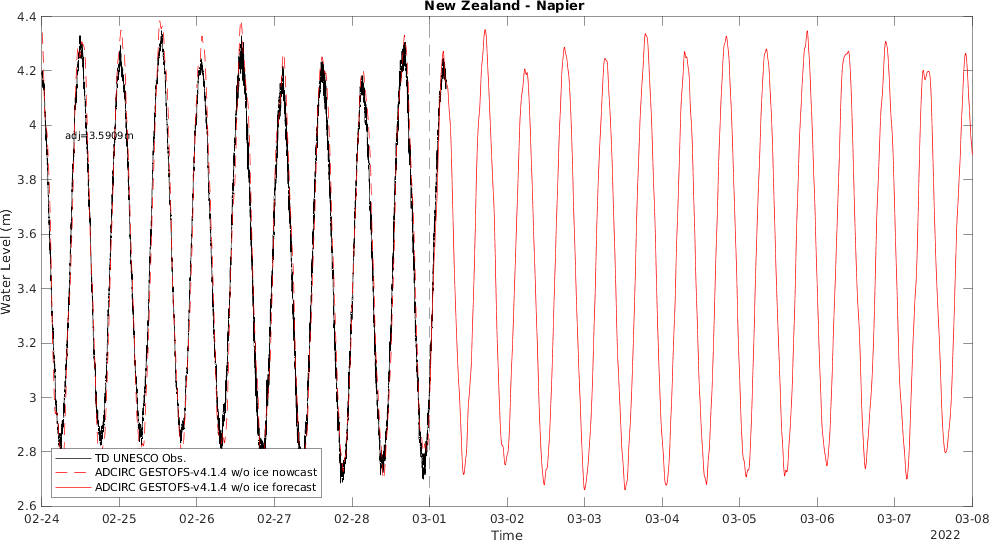 New Zealand - Napier
4.4
4.2
4
3.8
3.6
3.4
3.2
3
2.8
2.6
Water Level (m)
adj=3.5909m
TD UNESCO Obs.
ADCIRC GESTOFS-v4.1.4 w/o ice nowcast
ADCIRC GESTOFS-v4.1.4 w/o ice forecast
02-24 02-25 02-26 02-27 02-28 03-01 03-02 03-03 03-04 03-05 03-06 03-07 03-08
Time
2022